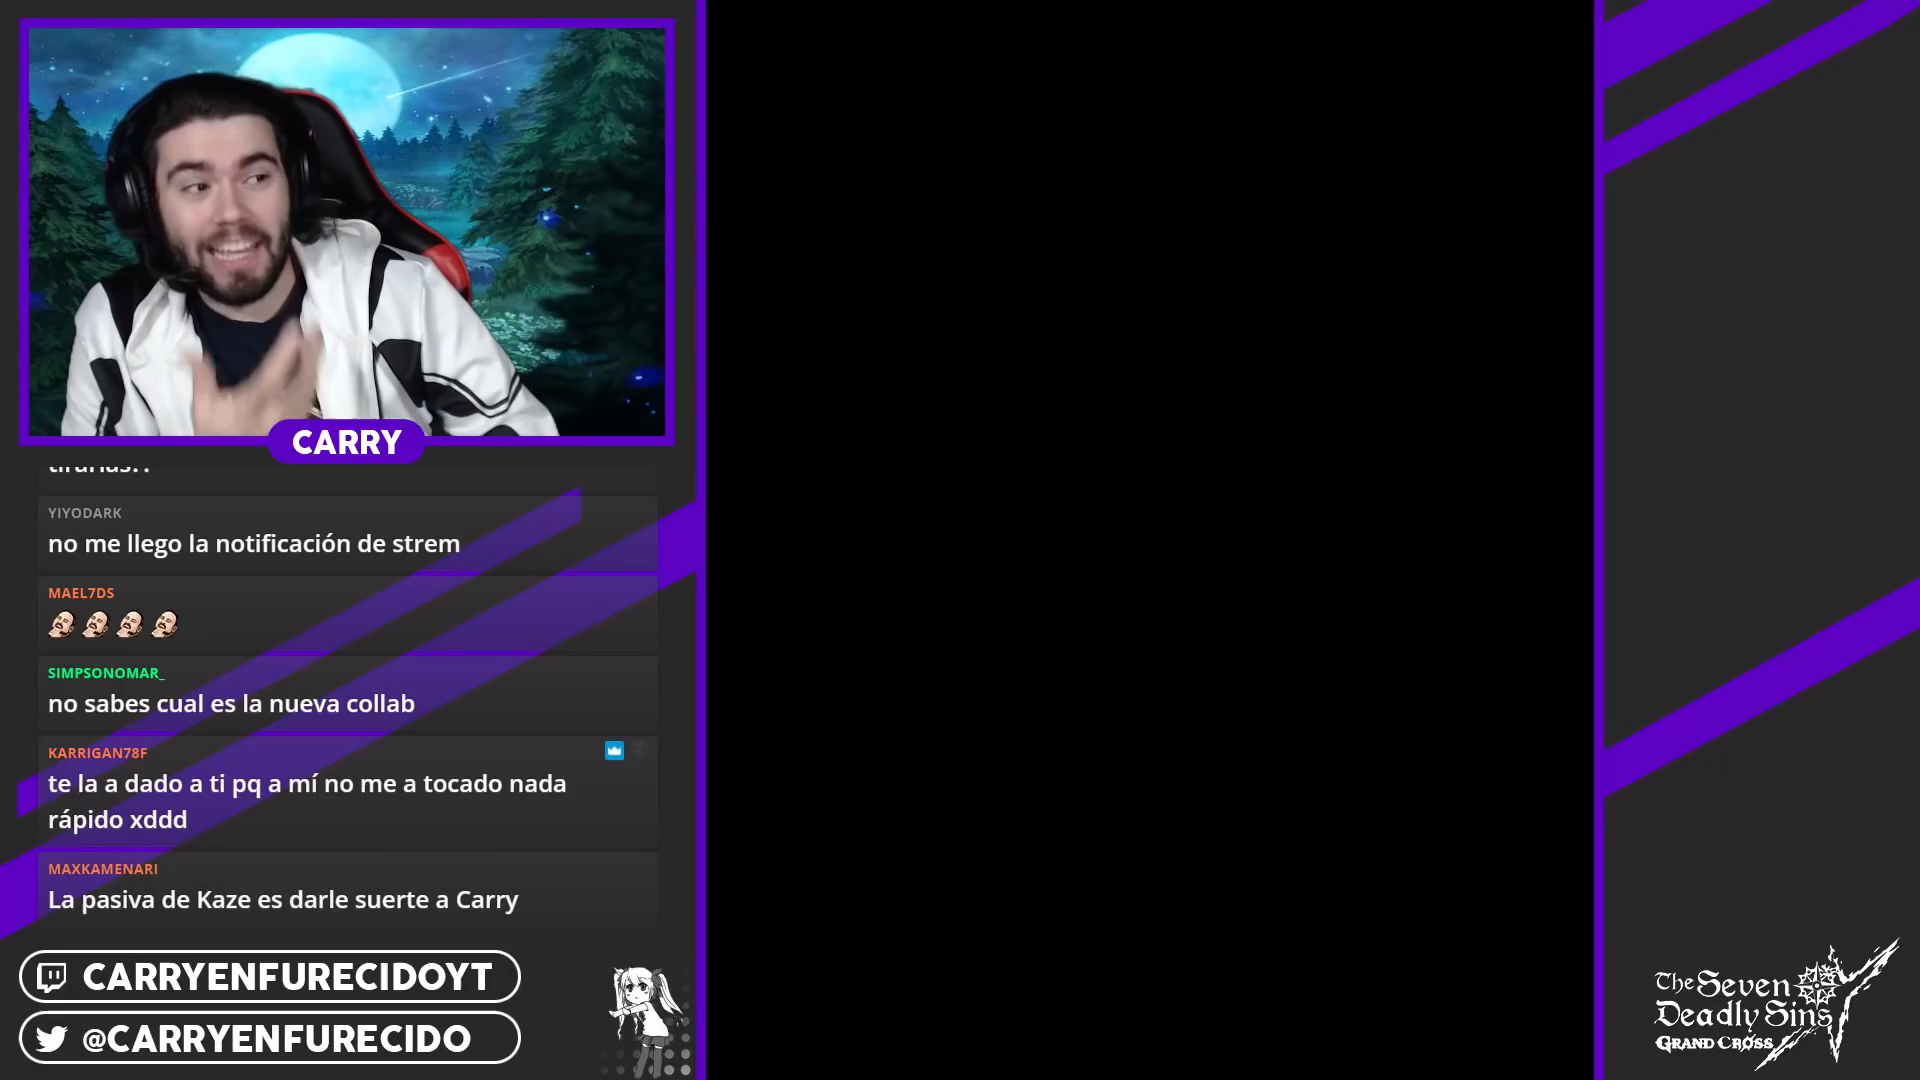 CARRY
YIYODARK
no me llego la notificación de strem
MAEL7DS
SIMPSONOMAR_
no sabes cual es la nueva collab
KARRIGAN78F
te la a dado a ti pq a mí no me a tocado nada
rápido xddd
MAXKAMENARI
La pasiva de Kaze es darle suerte a Carry
CARRYENFURECIDOYT
@CARRYENFURECIDO
The Seven
Deadly Sins
GRAND CROSS